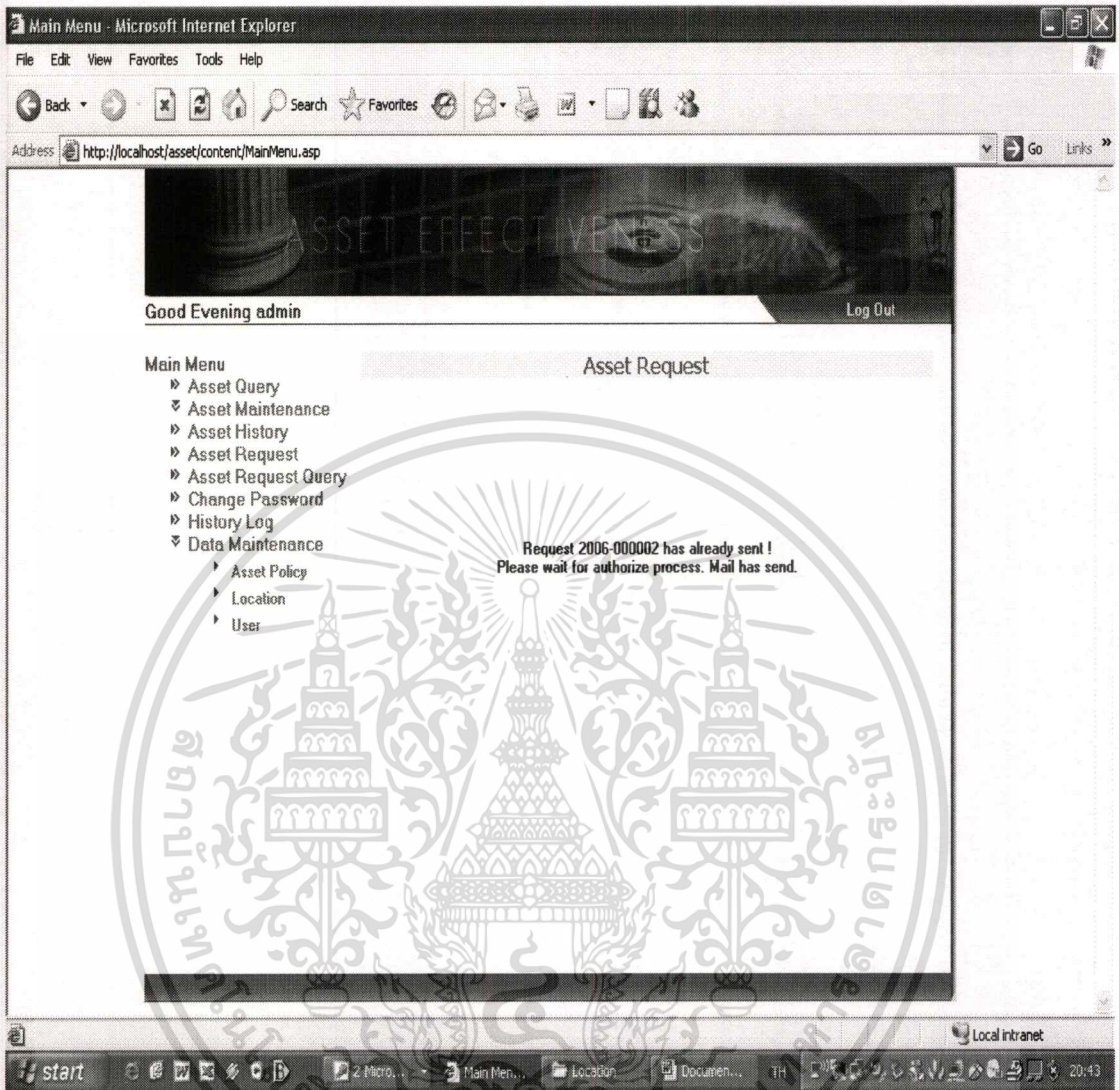 Main Menu - Microsoft Internet Explorer
File Edit View Favorites Tools Help
Back Search Favorites
Address http://localhost/asset/content/MainMenu.asp Go Links »
ASSET EFFECTIVENESS
Good Evening admin Log Out
Main Menu
Asset Request
Asset Query
Asset Maintenance
Asset History
Asset Request
Asset Request Query
Change Password
History Log
Data Maintenance
Asset Policy
Location
User
Request 2006-000002 has already sent !
Please wait for authorize process. Mail has send.
Local intranet
start 2 Micro... Main Men... Location Documen... TH 20:43